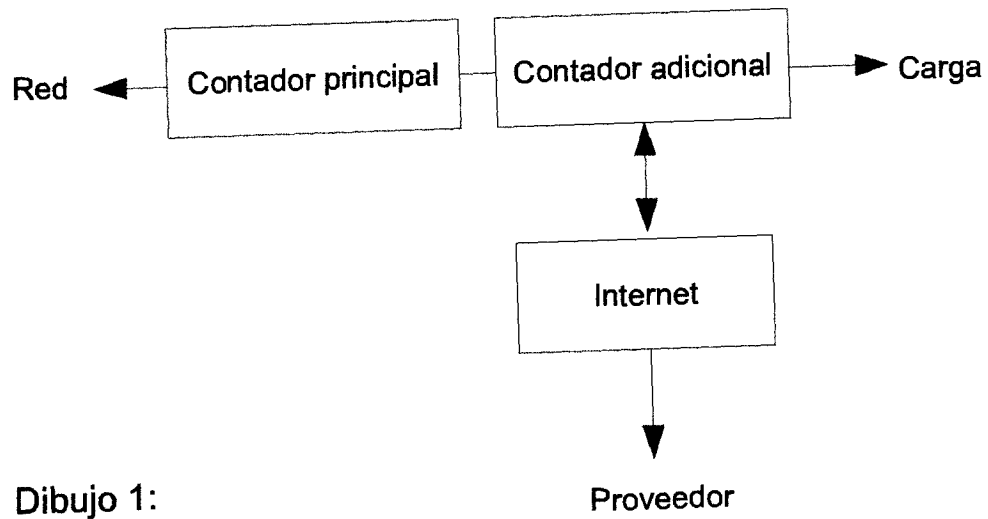 Red
Contador principal
Contador adicional
Carga
Internet
Dibujo 1:
Proveedor